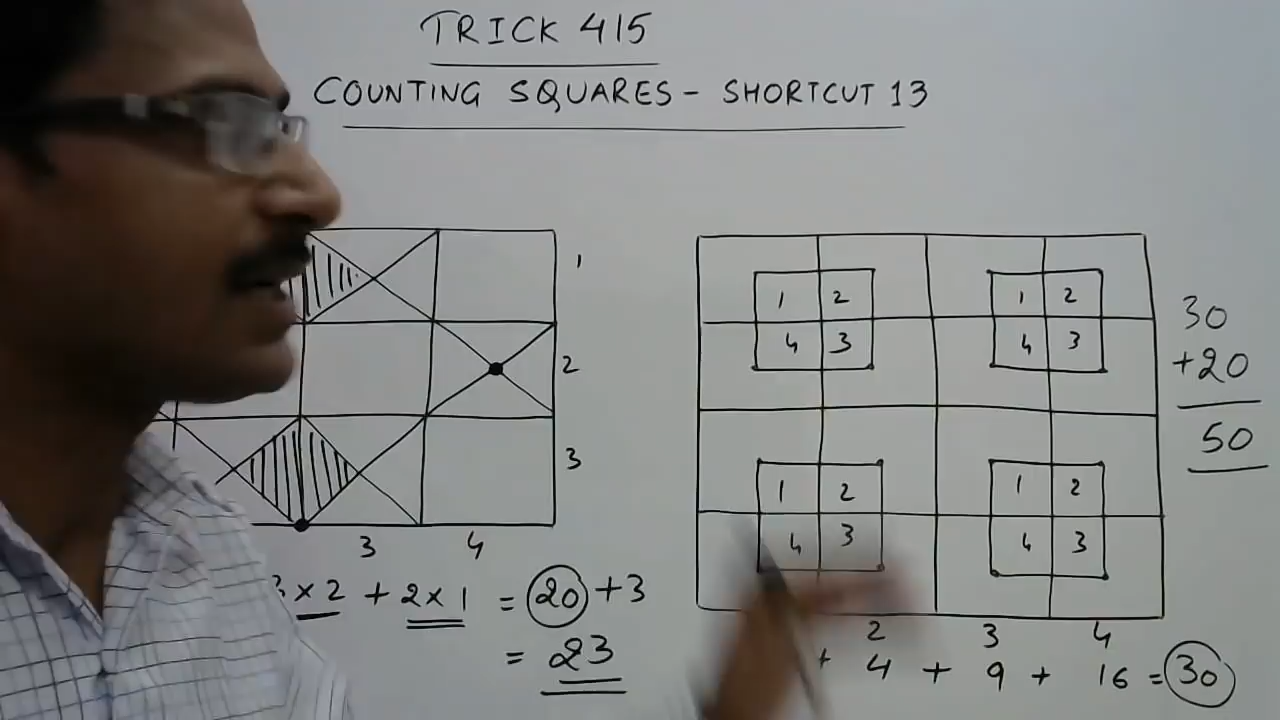 TRICK 415
COUNTING SQUARES - SHORTCUT 13
1
2
3
3 4
3 × 2 + 2 × 1 = 20 + 3
= 23
1 2 1 2
4 3 4 3
1 2 1 2
4 3 4 3
2 3 4
+ 4 + 9 + 16 = 30
30
+20
50